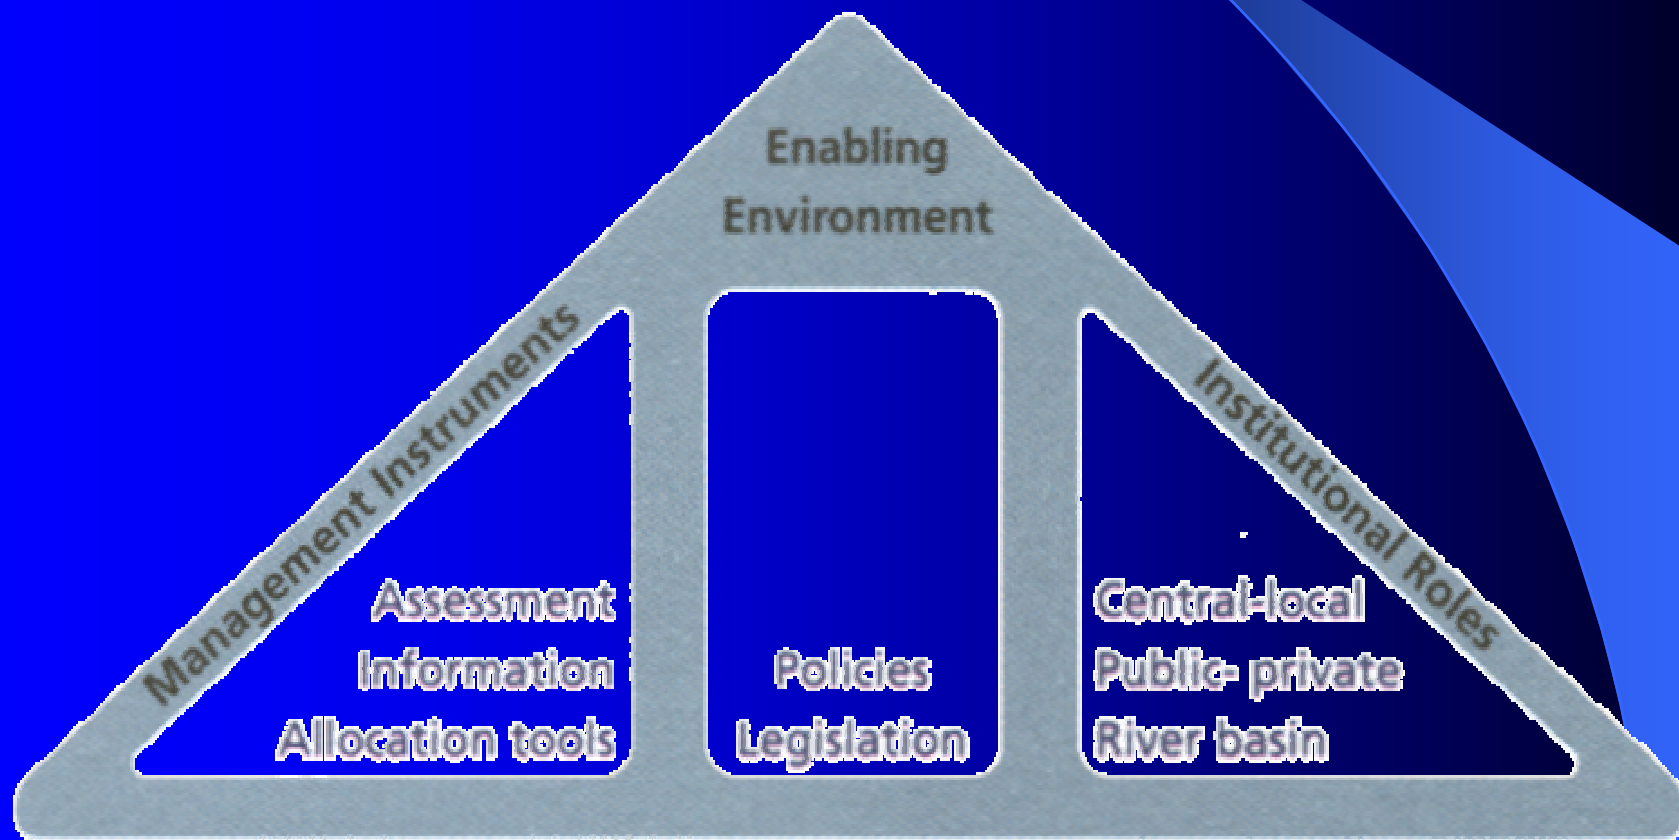 Enabling
Environment
Management Instruments
Institutional Roles
Assessment
Information
Allocation tools
Policies
Legislation
Central-local
Public- private
River basin